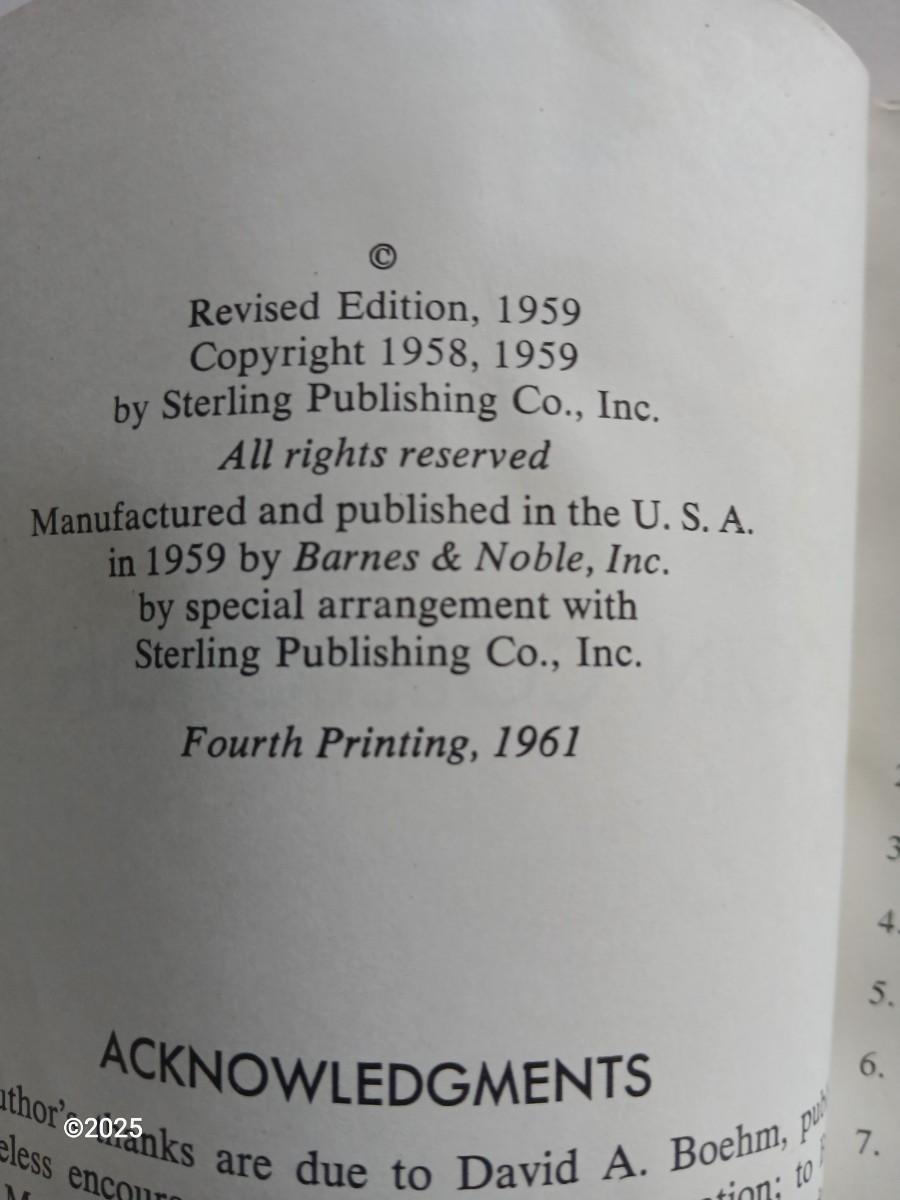 ©
Revised Edition, 1959
Copyright 1958, 1959
by Sterling Publishing Co., Inc.
All rights reserved
Manufactured and published in the U. S. A.
in 1959 by Barnes & Noble, Inc.
by special arrangement with
Sterling Publishing Co., Inc.
Fourth Printing, 1961
ACKNOWLEDGMENTS
thanks are due to David A. Boehm,
to
3
4.
5.
6.
7.
©2025